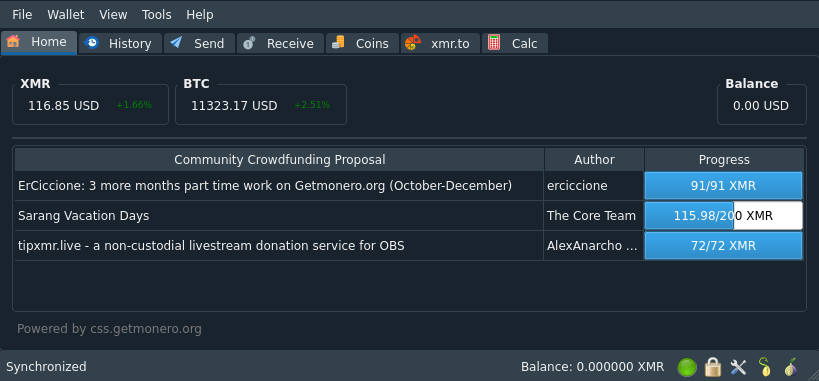 File Wallet View Tools Help
Home History Send Receive Coins xmr.to Calc
XMR BTC Balance
116.85 USD +1.66% 11323.17 USD +2.51% 0.00 USD
Community Crowdfunding Proposal Author Progress
ErCiccione: 3 more months part time work on Getmonero.org (October-December) erciccione 91/91 XMR
Sarang Vacation Days The Core Team 115.98/200 XMR
tipxmr.live - a non-custodial livestream donation service for OBS AlexAnarcho ... 72/72 XMR
Powered by css.getmonero.org
Synchronized Balance: 0.000000 XMR